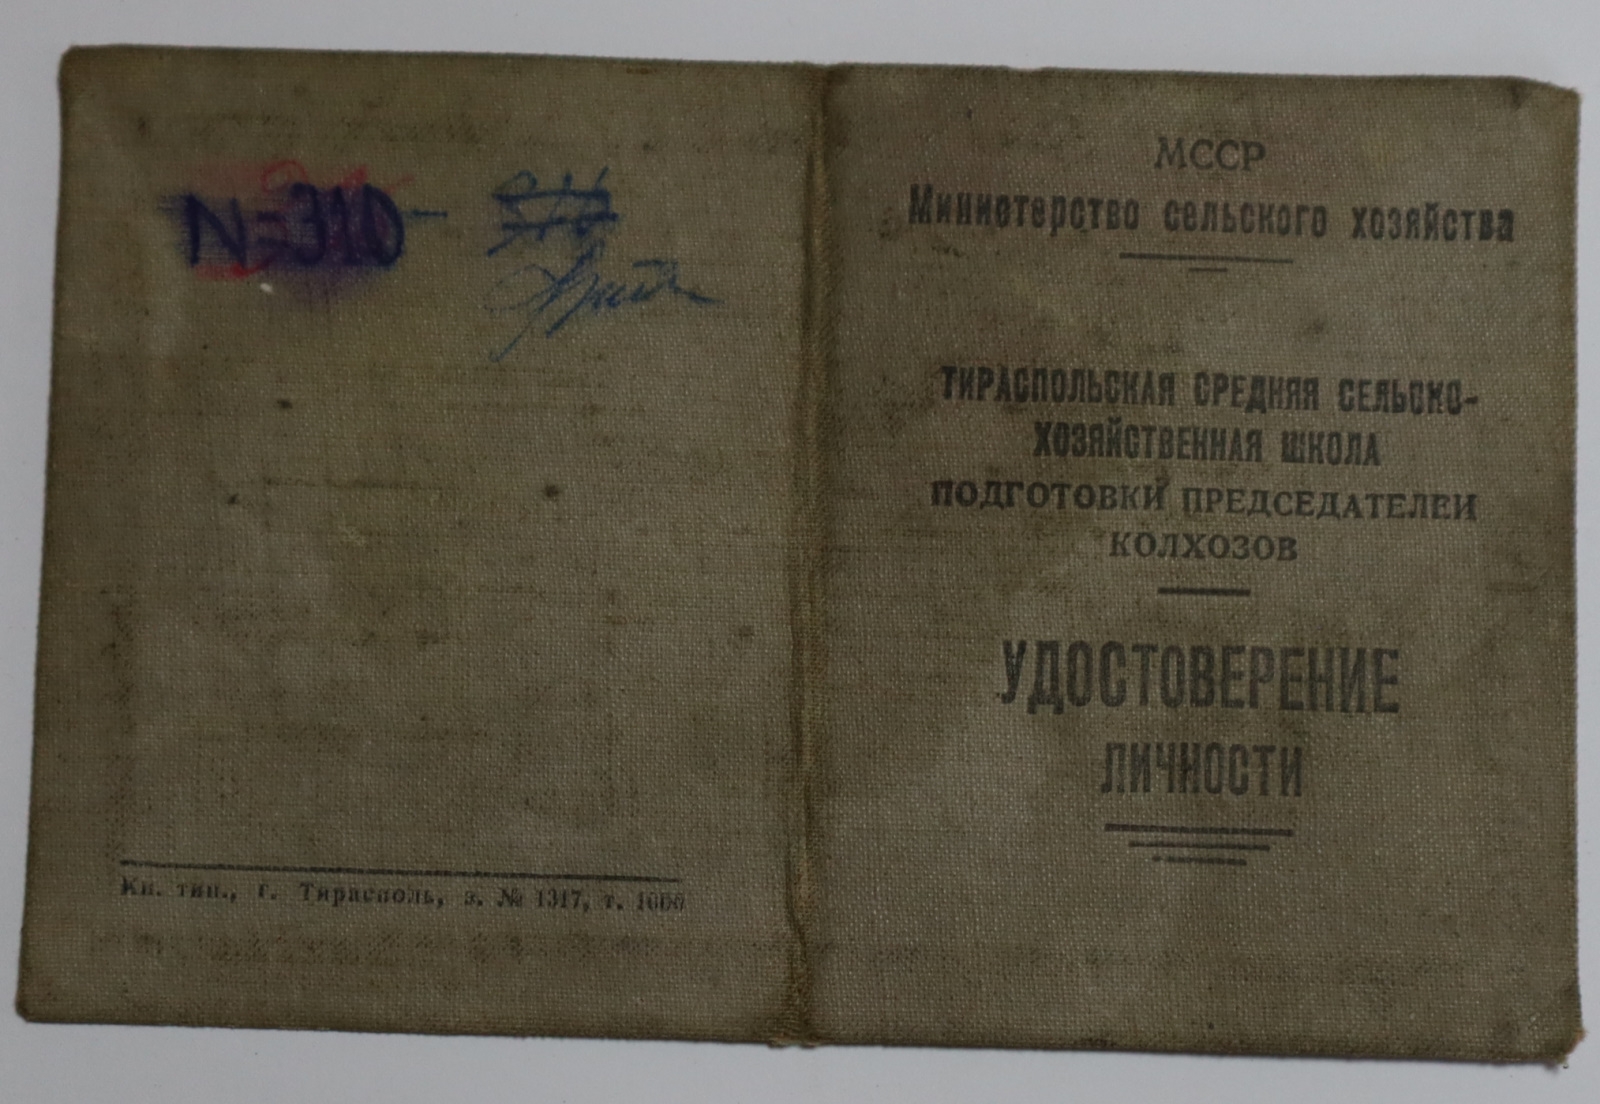 N=310
МССР
Министерство сельского хозяйства
ТИРАСПОЛЬСКАЯ СРЕДНЯЯ СЕЛЬСКО-
ХОЗЯЙСТВЕННАЯ ШКОЛА
ПОДГОТОВКИ ПРЕДСЕДАТЕЛЕЙ
КОЛХОЗОВ
УДОСТОВЕРЕНИЕ
ЛИЧНОСТИ
Кн. тип., г. Тирасполь, з. № 1317, т. 1000